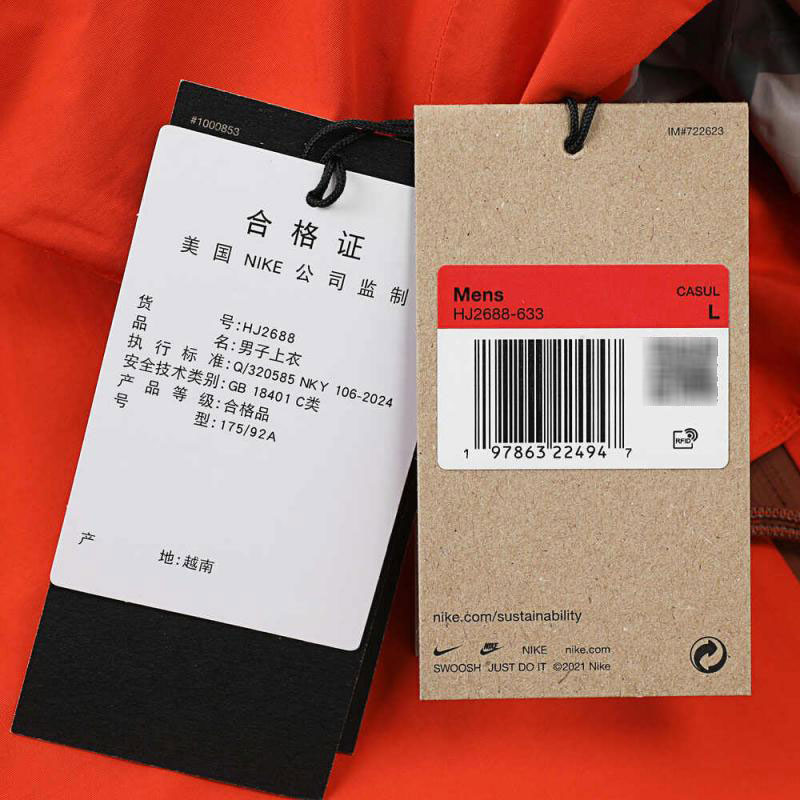 #1000853
合格证
美国 NIKE 公司监制
货号:HJ2688
品名:男子上衣
执行标准:Q/320585 NKY 106-2024
安全技术类别:GB 18401 C类
产品等级:合格品
号型:175/92A
产地:越南
IM#722623
Mens CASUL
HJ2688-633 L
1 97863 22494 7
RFID
nike.com/sustainability
NIKE nike.com
SWOOSH JUST DO IT ©2021 Nike